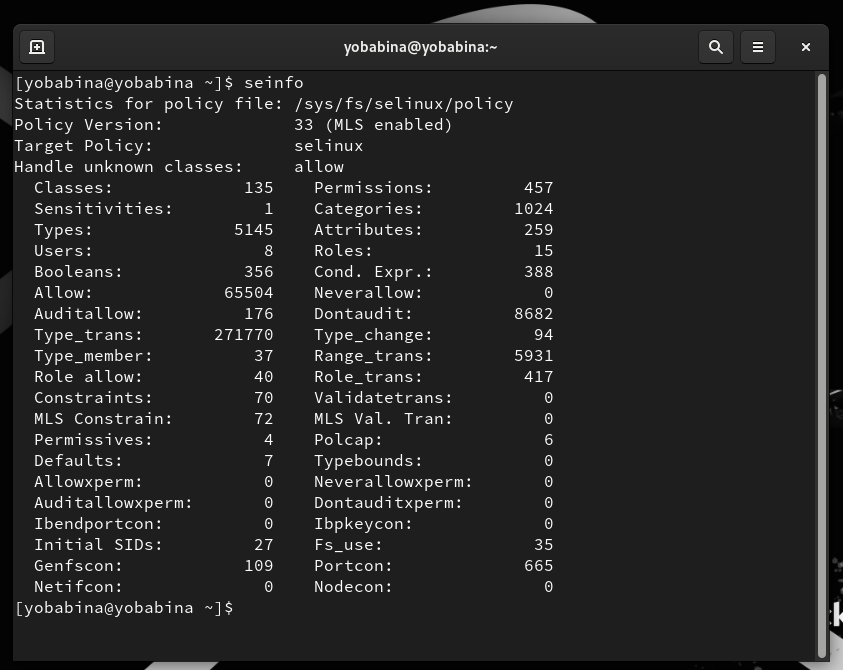 yobabina@yobabina:~
[yobabina@yobabina ~]$ seinfo
Statistics for policy file: /sys/fs/selinux/policy
Policy Version:             33 (MLS enabled)
Target Policy:              selinux
Handle unknown classes:     allow
  Classes:             135    Permissions:         457
  Sensitivities:         1    Categories:         1024
  Types:              5145    Attributes:          259
  Users:                 8    Roles:                15
  Booleans:            356    Cond. Expr.:         388
  Allow:             65504    Neverallow:            0
  Auditallow:          176    Dontaudit:          8682
  Type_trans:       271770    Type_change:          94
  Type_member:          37    Range_trans:        5931
  Role allow:           40    Role_trans:          417
  Constraints:          70    Validatetrans:         0
  MLS Constrain:        72    MLS Val. Tran:         0
  Permissives:           4    Polcap:                6
  Defaults:              7    Typebounds:            0
  Allowxperm:            0    Neverallowxperm:       0
  Auditallowxperm:       0    Dontauditxperm:        0
  Ibendportcon:          0    Ibpkeycon:             0
  Initial SIDs:         27    Fs_use:               35
  Genfscon:            109    Portcon:             665
  Netifcon:              0    Nodecon:               0
[yobabina@yobabina ~]$